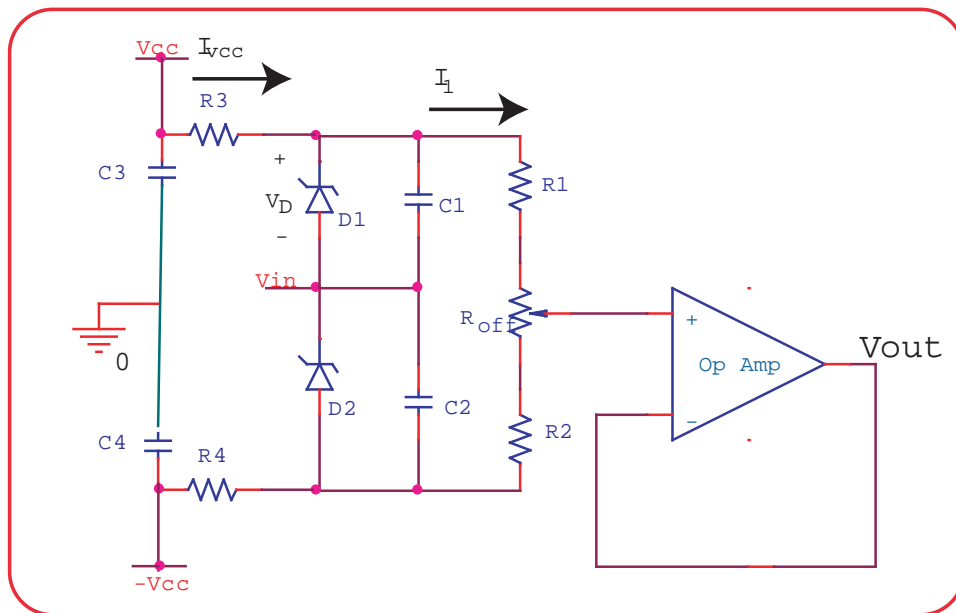 Vcc
Ivcc
R3
I1
C3
+
VD
-
D1
C1
R1
Vin
Roff
0
D2
C2
C4
R4
R2
-Vcc
+
Op Amp
-
Vout